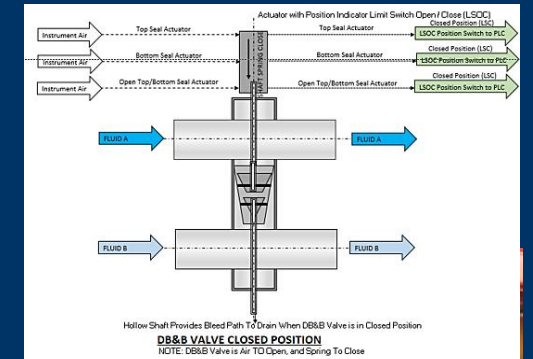 Actuator with Position Indicator Limit Switch Open / Close (LSOC)
Instrument Air
Top Seal Actuator
Top Seal Actuator
Closed Position (LSC)
LSOC Position Switch to PLC
Instrument Air
Bottom Seal Actuator
Bottom Seal Actuator
Closed Position (LSC)
LSOC Position Switch to PLC
Instrument Air
Open Top/Bottom Seal Actuator
Open Top/Bottom Seal Actuator
Closed Position (LSC)
LSOC Position Switch to PLC
SHAFT SPRING CLOSE
FLUID A
FLUID A
FLUID B
FLUID B
Hollow Shaft Provides Bleed Path To Drain When DB&B Valve is in Closed Position
DB&B VALVE CLOSED POSITION
NOTE: DB&B Valve is Air TO Open, and Spring To Close